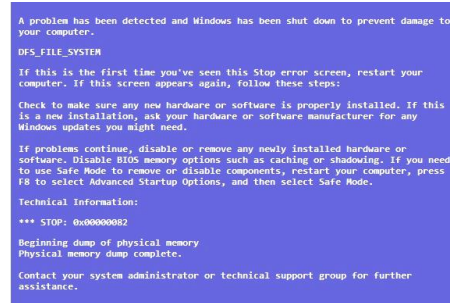 A problem has been detected and Windows has been shut down to prevent damage to
your computer.
DFS_FILE_SYSTEM
If this is the first time you've seen this Stop error screen, restart your
computer. If this screen appears again, follow these steps:
Check to make sure any new hardware or software is properly installed. If this
is a new installation, ask your hardware or software manufacturer for any
Windows updates you might need.
If problems continue, disable or remove any newly installed hardware or
software. Disable BIOS memory options such as caching or shadowing. If you need
to use Safe Mode to remove or disable components, restart your computer, press
F8 to select Advanced Startup Options, and then select Safe Mode.
Technical Information:
*** STOP: 0x00000082
Beginning dump of physical memory
Physical memory dump complete.
Contact your system administrator or technical support group for further
assistance.